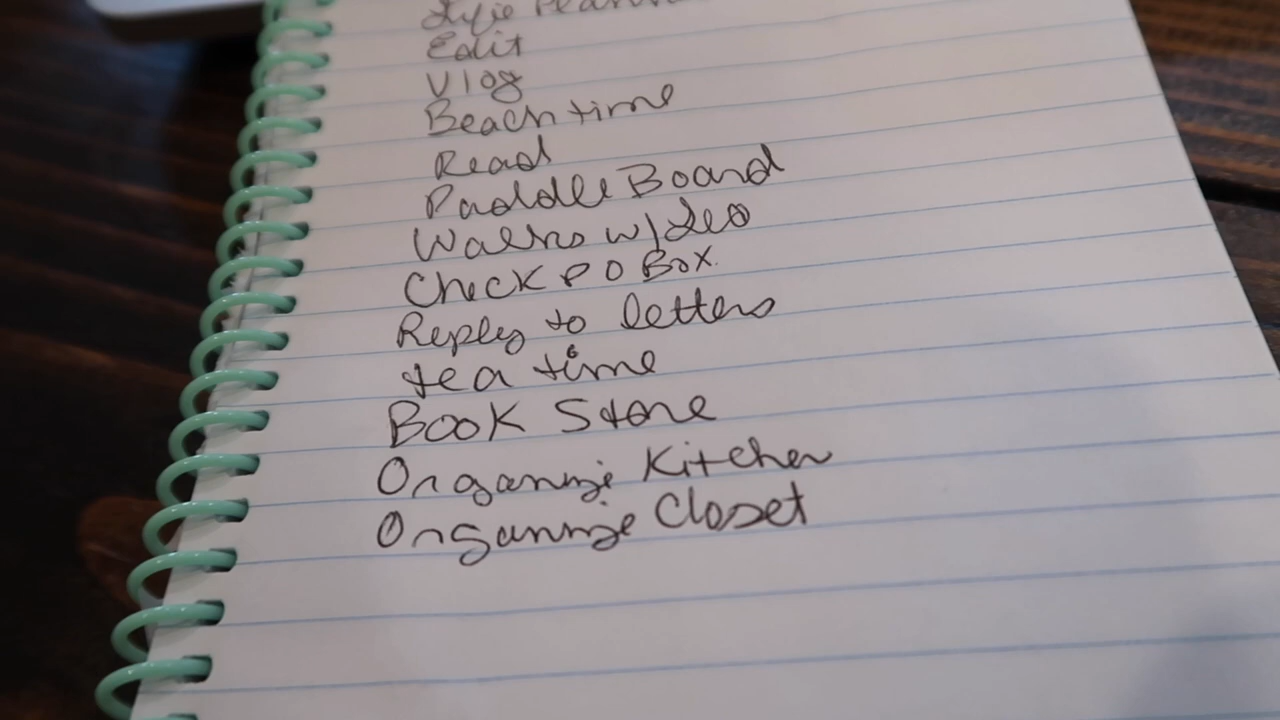 Edit
Vlog
Beach time
Read
Paddle Board
Walks w/ Leo
Check P O Box.
Reply to letters
tea time
Book Store
Organize Kitchen
Organize Closet